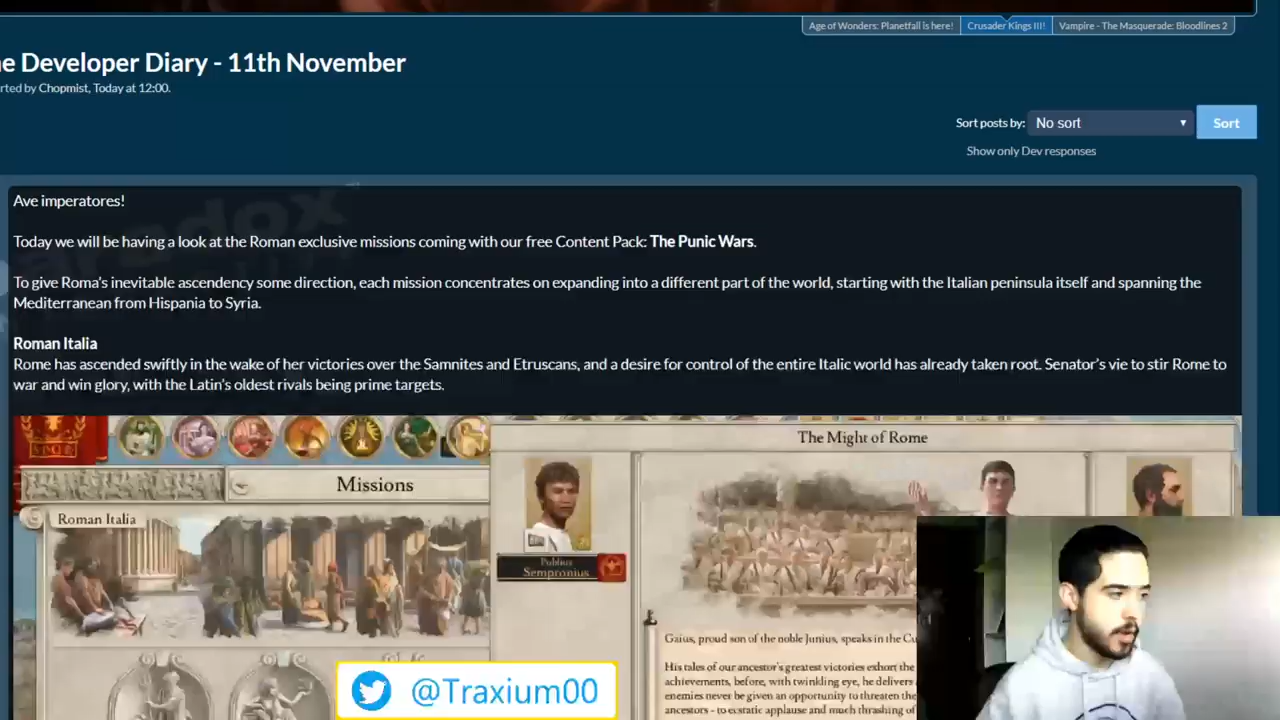 Age of Wonders: Planetfall is here!
Crusader Kings III!
Vampire - The Masquerade: Bloodlines 2
e Developer Diary - 11th November
rted by Chopmist, Today at 12:00.
Sort posts by: No sort ▼ Sort
Show only Dev responses
Ave imperatores!
Today we will be having a look at the Roman exclusive missions coming with our free Content Pack: The Punic Wars.
To give Roma's inevitable ascendency some direction, each mission concentrates on expanding into a different part of the world, starting with the Italian peninsula itself and spanning the
Mediterranean from Hispania to Syria.
Roman Italia
Rome has ascended swiftly in the wake of her victories over the Samnites and Etruscans, and a desire for control of the entire Italic world has already taken root. Senator's vie to stir Rome to
war and win glory, with the Latin's oldest rivals being prime targets.
SPQR
Missions
Roman Italia
The Might of Rome
Publius
Sempronius
Gaius, proud son of the noble Junius, speaks in the Cu
His tales of our ancestor's greatest victories exhort the
achievements, before, with twinkling eye, he delivers
enemies never be given an opportunity to threaten the
ancestors - to ecstatic applause and much thrashing of
@Traxium00